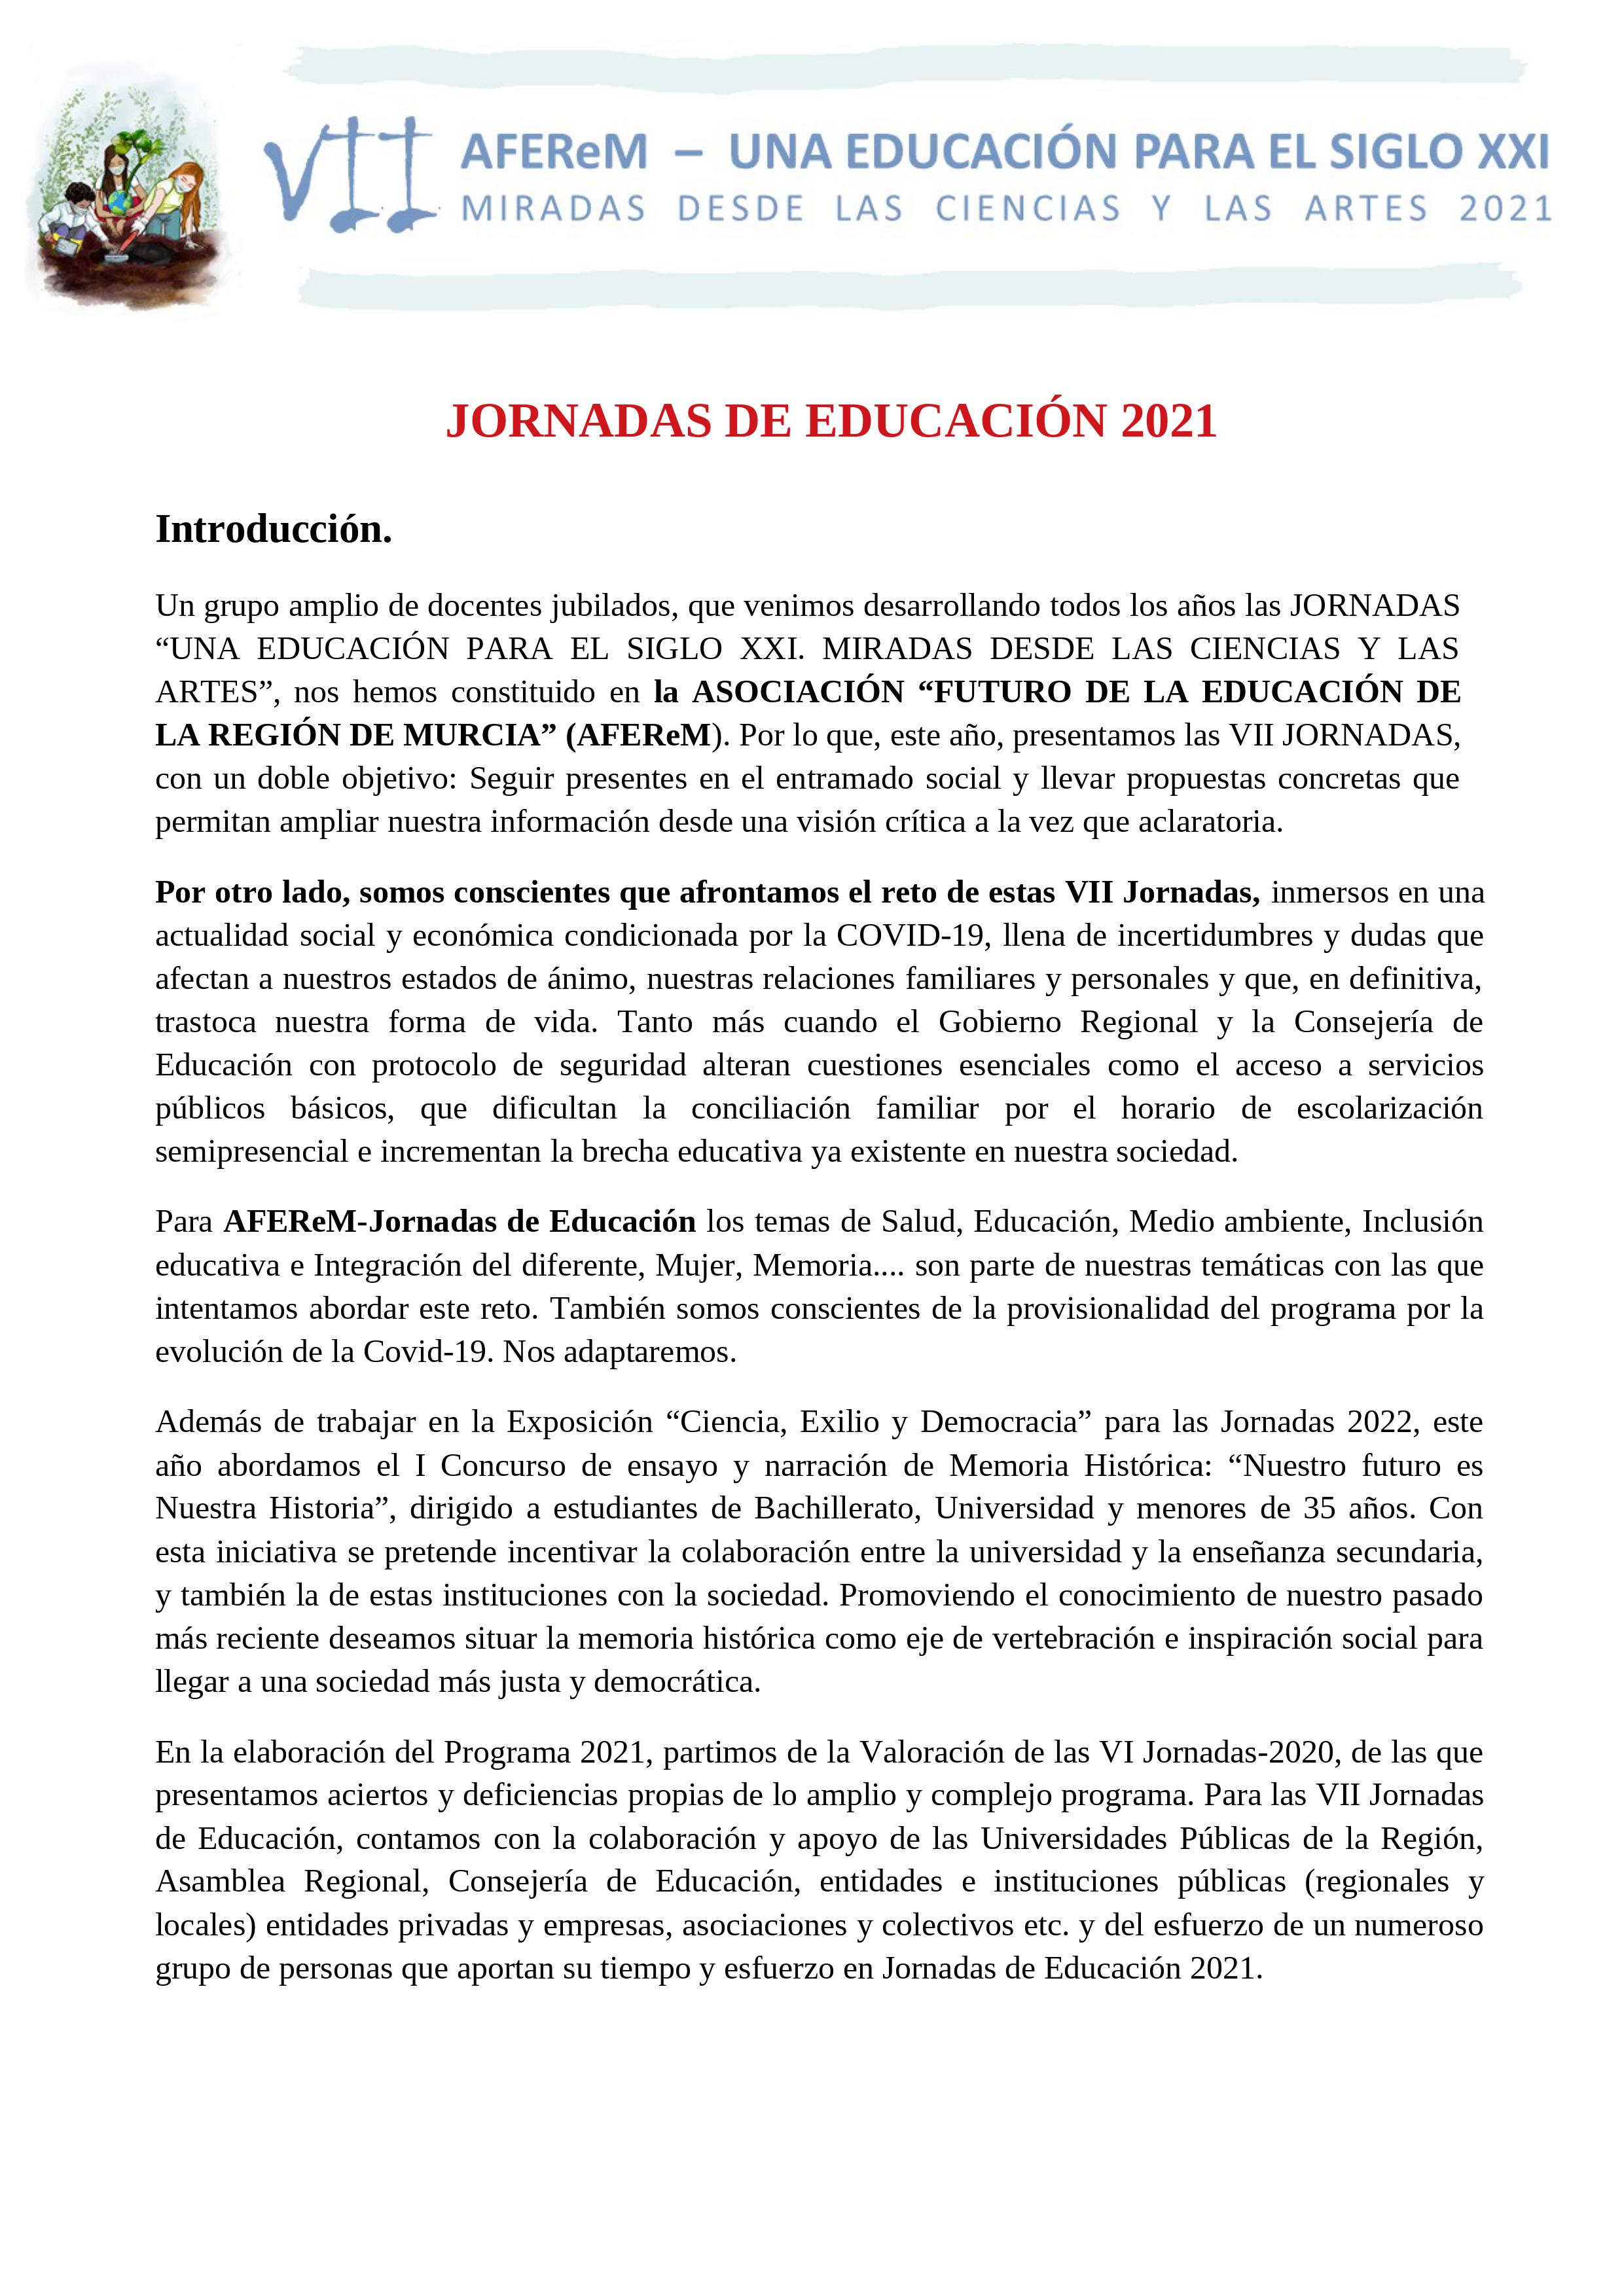 VII AFEReM – UNA EDUCACIÓN PARA EL SIGLO XXI
MIRADAS DESDE LAS CIENCIAS Y LAS ARTES 2021
JORNADAS DE EDUCACIÓN 2021
Introducción.
Un grupo amplio de docentes jubilados, que venimos desarrollando todos los años las JORNADAS
“UNA EDUCACIÓN PARA EL SIGLO XXI. MIRADAS DESDE LAS CIENCIAS Y LAS
ARTES”, nos hemos constituido en la ASOCIACIÓN “FUTURO DE LA EDUCACIÓN DE
LA REGIÓN DE MURCIA” (AFEReM). Por lo que, este año, presentamos las VII JORNADAS,
con un doble objetivo: Seguir presentes en el entramado social y llevar propuestas concretas que
permitan ampliar nuestra información desde una visión crítica a la vez que aclaratoria.
Por otro lado, somos conscientes que afrontamos el reto de estas VII Jornadas, inmersos en una
actualidad social y económica condicionada por la COVID-19, llena de incertidumbres y dudas que
afectan a nuestros estados de ánimo, nuestras relaciones familiares y personales y que, en definitiva,
trastoca nuestra forma de vida. Tanto más cuando el Gobierno Regional y la Consejería de
Educación con protocolo de seguridad alteran cuestiones esenciales como el acceso a servicios
públicos básicos, que dificultan la conciliación familiar por el horario de escolarización
semipresencial e incrementan la brecha educativa ya existente en nuestra sociedad.
Para AFEReM-Jornadas de Educación los temas de Salud, Educación, Medio ambiente, Inclusión
educativa e Integración del diferente, Mujer, Memoria.... son parte de nuestras temáticas con las que
intentamos abordar este reto. También somos conscientes de la provisionalidad del programa por la
evolución de la Covid-19. Nos adaptaremos.
Además de trabajar en la Exposición “Ciencia, Exilio y Democracia” para las Jornadas 2022, este
año abordamos el I Concurso de ensayo y narración de Memoria Histórica: “Nuestro futuro es
Nuestra Historia”, dirigido a estudiantes de Bachillerato, Universidad y menores de 35 años. Con
esta iniciativa se pretende incentivar la colaboración entre la universidad y la enseñanza secundaria,
y también la de estas instituciones con la sociedad. Promoviendo el conocimiento de nuestro pasado
más reciente deseamos situar la memoria histórica como eje de vertebración e inspiración social para
llegar a una sociedad más justa y democrática.
En la elaboración del Programa 2021, partimos de la Valoración de las VI Jornadas-2020, de las que
presentamos aciertos y deficiencias propias de lo amplio y complejo programa. Para las VII Jornadas
de Educación, contamos con la colaboración y apoyo de las Universidades Públicas de la Región,
Asamblea Regional, Consejería de Educación, entidades e instituciones públicas (regionales y
locales) entidades privadas y empresas, asociaciones y colectivos etc. y del esfuerzo de un numeroso
grupo de personas que aportan su tiempo y esfuerzo en Jornadas de Educación 2021.